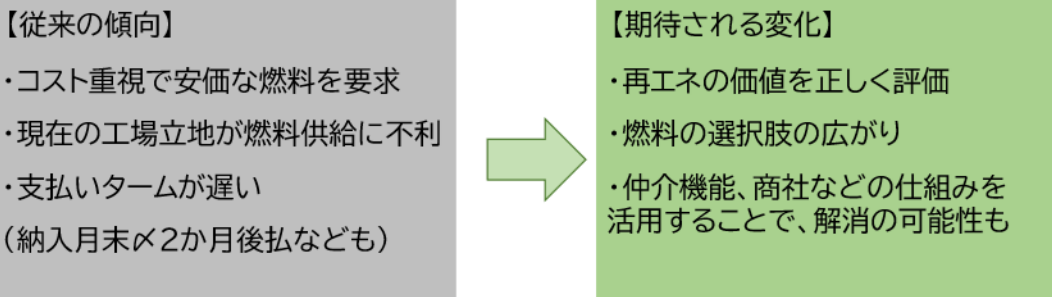 【従来の傾向】
・コスト重視で安価な燃料を要求
・現在の工場立地が燃料供給に不利
・支払いタームが遅い
（納入月末〆2か月後払なども）
【期待される変化】
・再エネの価値を正しく評価
・燃料の選択肢の広がり
・仲介機能、商社などの仕組みを
活用することで、解消の可能性も